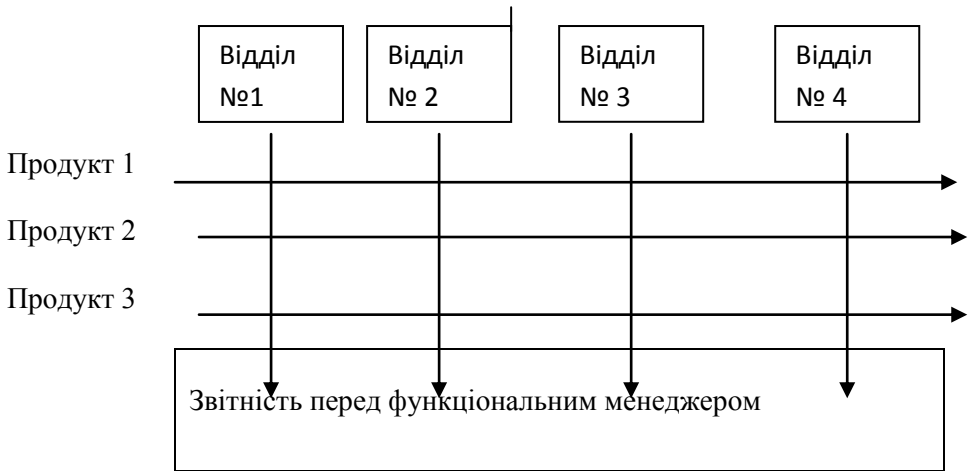 Відділ
№1
Відділ
№ 2
Відділ
№ 3
Відділ
№ 4
Продукт 1
Продукт 2
Продукт 3
Звітність перед функціональним менеджером